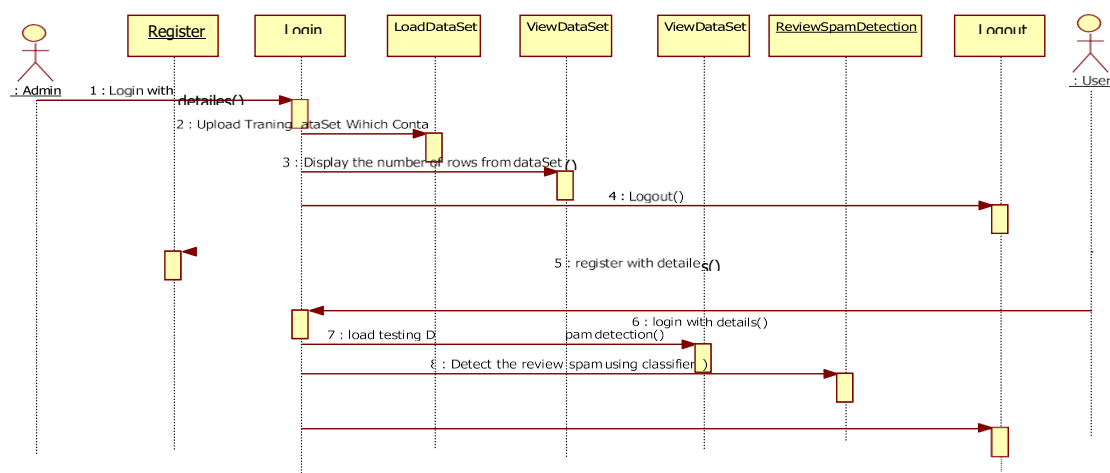 Register
Login
LoadDataSet
ViewDataSet
ViewDataSet
ReviewSpamDetection
Logout
: Admin
: User
1 : Login with detailes()
2 : Upload Traning ataSet Wihich Conta
3 : Display the number of rows from dataSet ()
4 : Logout()
5 : register with detailes()
6 : login with details()
7 : load testing D pam detection()
8 : Detect the review spam using classifier )